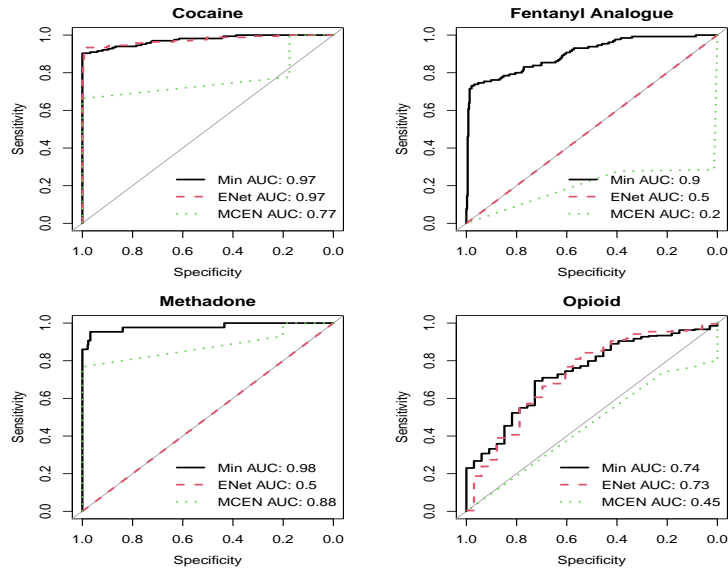 Cocaine
Sensitivity
0.0 0.2 0.4 0.6 0.8 1.0
Min AUC: 0.97
ENet AUC: 0.97
MCEN AUC: 0.77
1.0 0.8 0.6 0.4 0.2 0.0
Specificity
Fentanyl Analogue
Sensitivity
0.0 0.2 0.4 0.6 0.8 1.0
Min AUC: 0.9
ENet AUC: 0.5
MCEN AUC: 0.2
1.0 0.8 0.6 0.4 0.2 0.0
Specificity
Methadone
Sensitivity
0.0 0.2 0.4 0.6 0.8 1.0
Min AUC: 0.98
ENet AUC: 0.5
MCEN AUC: 0.88
1.0 0.8 0.6 0.4 0.2 0.0
Specificity
Opioid
Sensitivity
0.0 0.2 0.4 0.6 0.8 1.0
Min AUC: 0.74
ENet AUC: 0.73
MCEN AUC: 0.45
1.0 0.8 0.6 0.4 0.2 0.0
Specificity